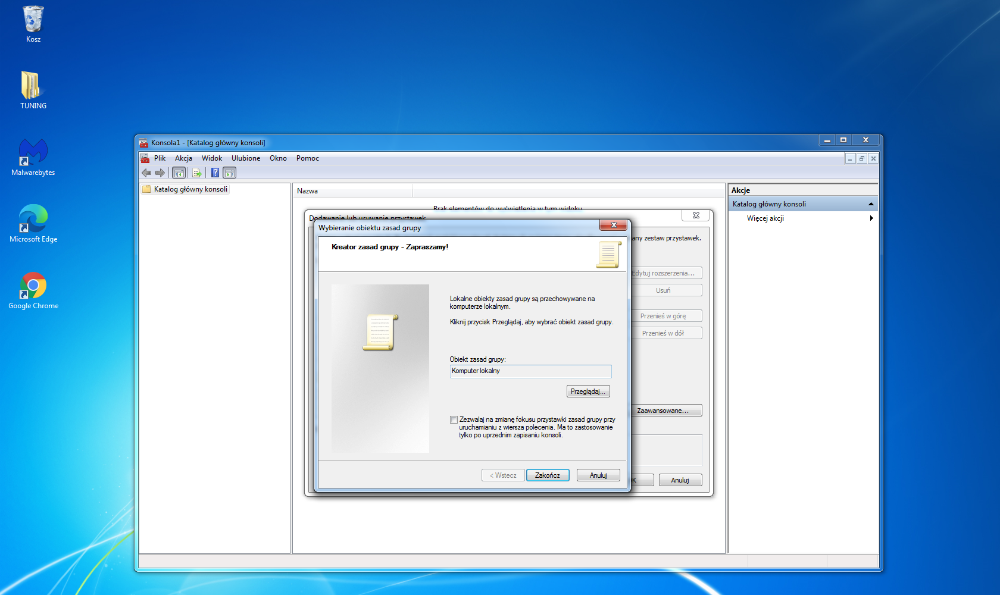 Kosz
TUNING
Malwarebytes
Microsoft Edge
Google Chrome
Konsola1 - [Katalog główny konsoli]
Plik Akcja Widok Ulubione Okno Pomoc
Katalog główny konsoli
Nazwa
Brak elementów do wyświetlenia w tym widoku.
Akcje
Katalog główny konsoli
Więcej akcji
Dodawanie lub usuwanie przystawek
any zestaw przystawek.
Edytuj rozszerzenia...
Usuń
Przenieś w górę
Przenieś w dół
Zaawansowane...
OK
Anuluj
Wybieranie obiektu zasad grupy
Kreator zasad grupy - Zapraszamy!
Lokalne obiekty zasad grupy są przechowywane na
komputerze lokalnym.
Kliknij przycisk Przeglądaj, aby wybrać obiekt zasad grupy.
Obiekt zasad grupy:
Komputer lokalny
Przeglądaj...
Zezwalaj na zmianę fokusu przystawki zasad grupy przy
uruchamianiu z wiersza polecenia. Ma to zastosowanie
tylko po uprzednim zapisaniu konsoli.
< Wstecz
Zakończ
Anuluj